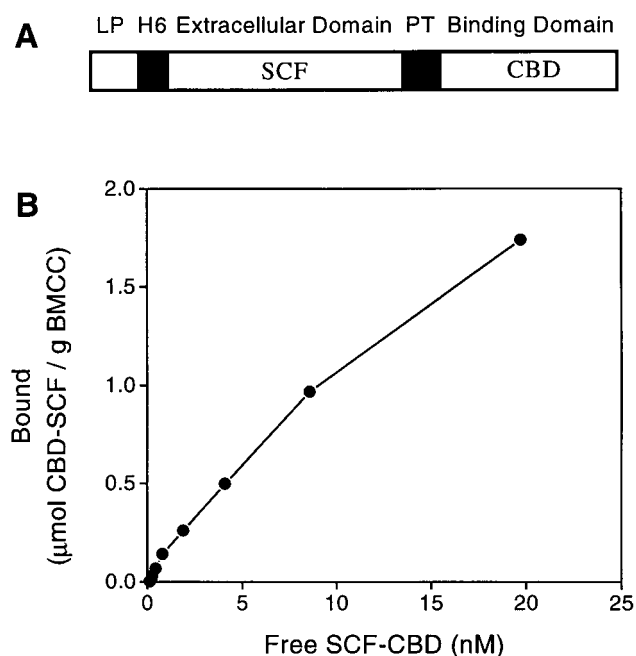 A
LP H6 Extracellular Domain PT Binding Domain
SCF CBD
B
2.0
1.5
1.0
0.5
0.0
Bound
(µmol CBD-SCF / g BMCC)
0 5 10 15 20 25
Free SCF-CBD (nM)